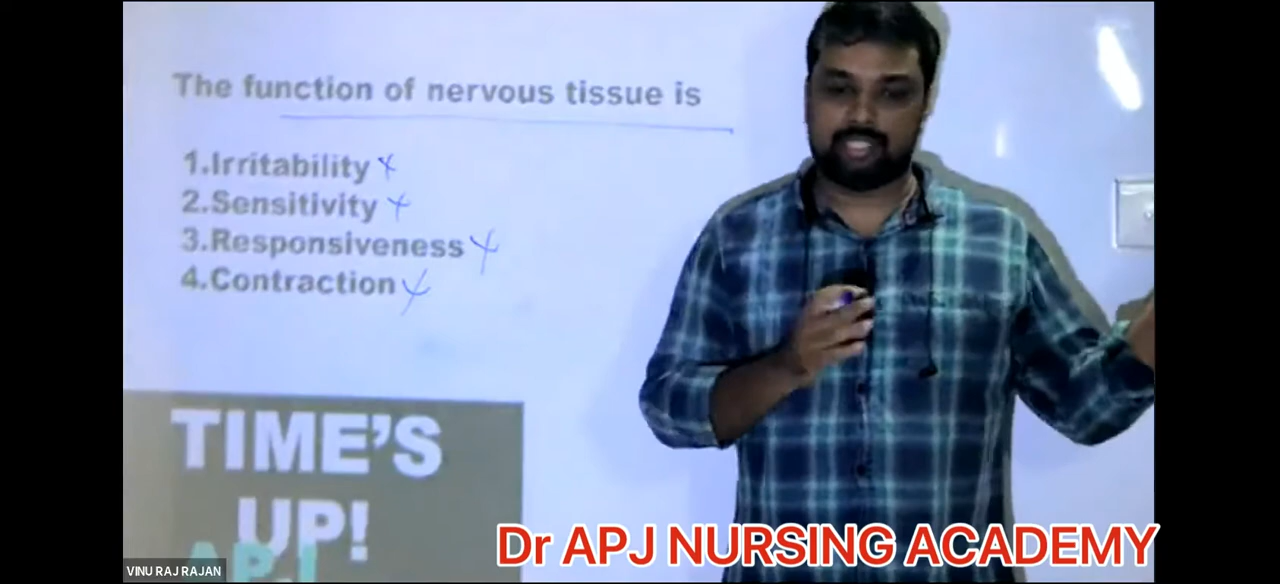 The function of nervous tissue is
1.Irritability
2.Sensitivity
3.Responsiveness
4.Contraction
TIME'S
UP!
APJ
Dr APJ NURSING ACADEMY
VINU RAJ RAJAN